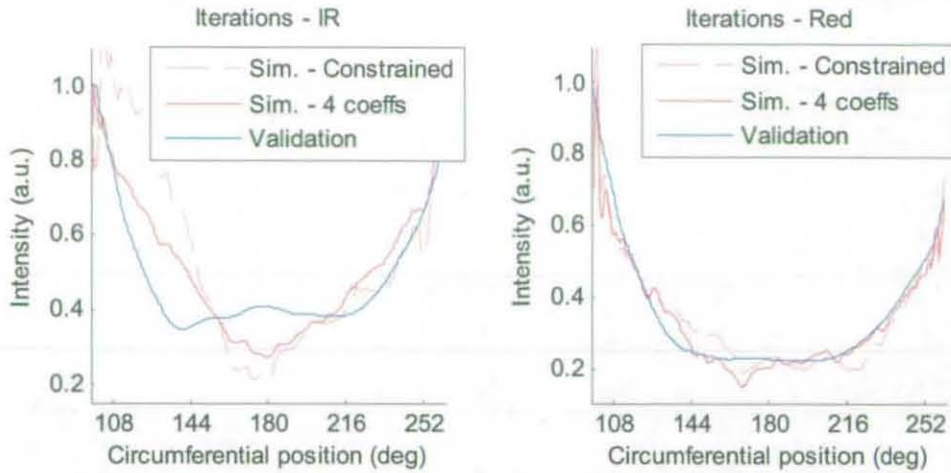 Iterations - IR
Sim. - Constrained
Sim. - 4 coeffs
Validation
Intensity (a.u.)
1.0
0.8
0.6
0.4
0.2
108 144 180 216 252
Circumferential position (deg)
Iterations - Red
Sim. - Constrained
Sim. - 4 coeffs
Validation
Intensity (a.u.)
1.0
0.8
0.6
0.4
0.2
108 144 180 216 252
Circumferential position (deg)